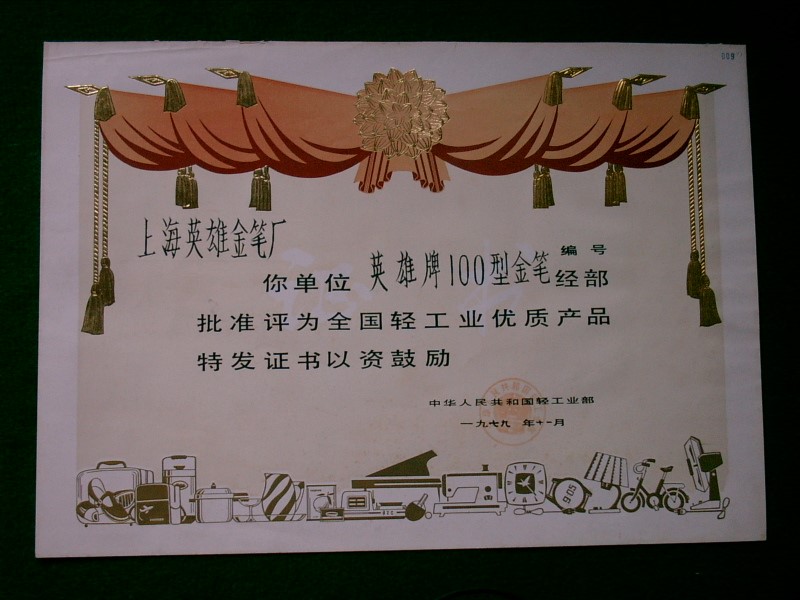 009
上海英雄金笔厂
编号
你单位 英雄牌100型金笔 经部
批准评为全国轻工业优质产品
特发证书以资鼓励
中华人民共和国轻工业部
一九七九 年十一月